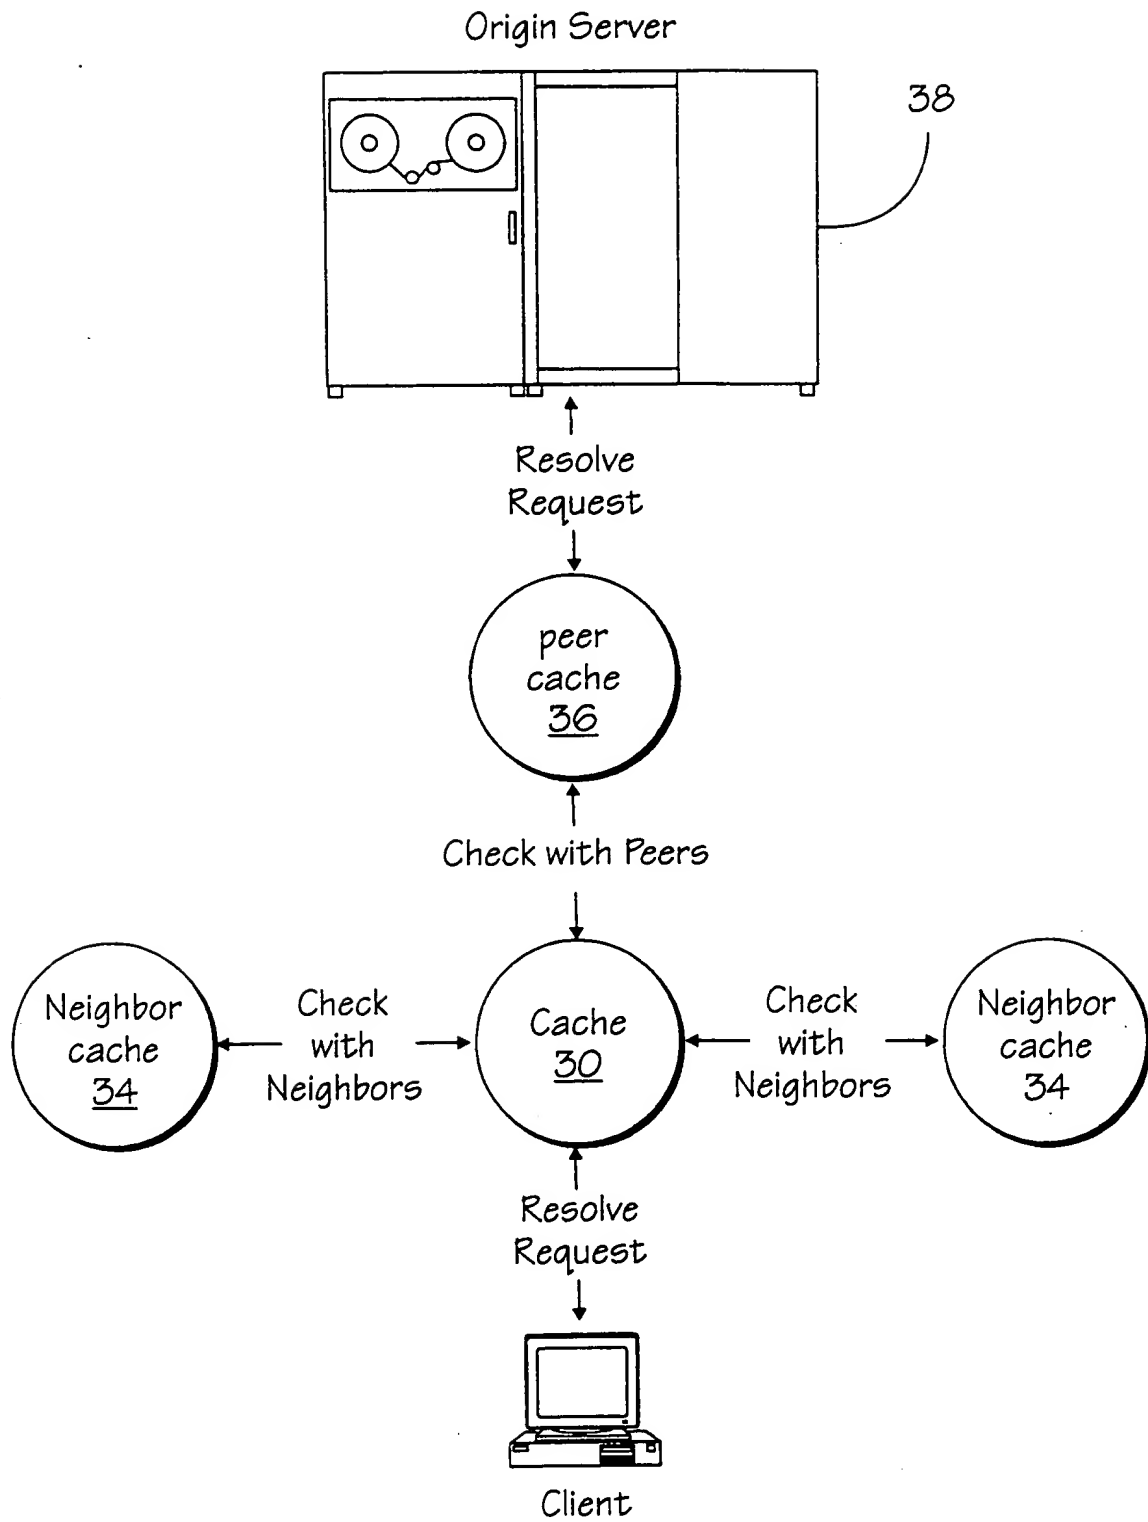 Origin Server
38
Resolve
Request
peer
cache
36
Check with Peers
Neighbor
cache
34
Check
with
Neighbors
Cache
30
Check
with
Neighbors
Neighbor
cache
34
Resolve
Request
Client